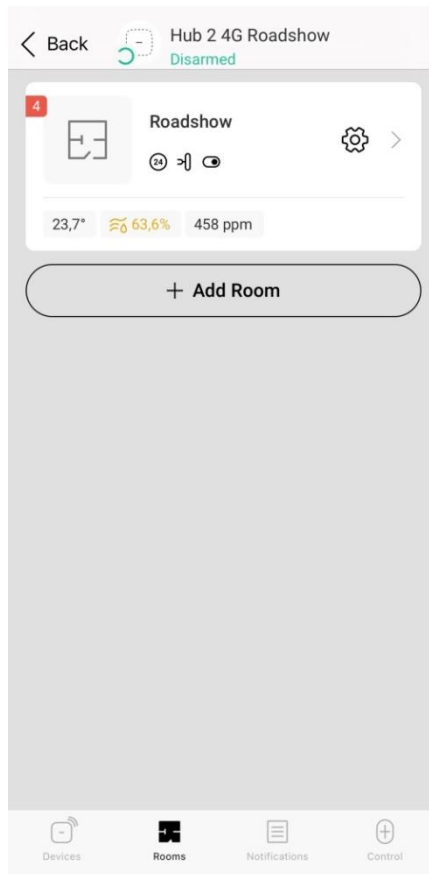 Back
Hub 2 4G Roadshow
Disarmed
4
Roadshow
24
23,7° 63,6% 458 ppm
+ Add Room
Devices Rooms Notifications Control